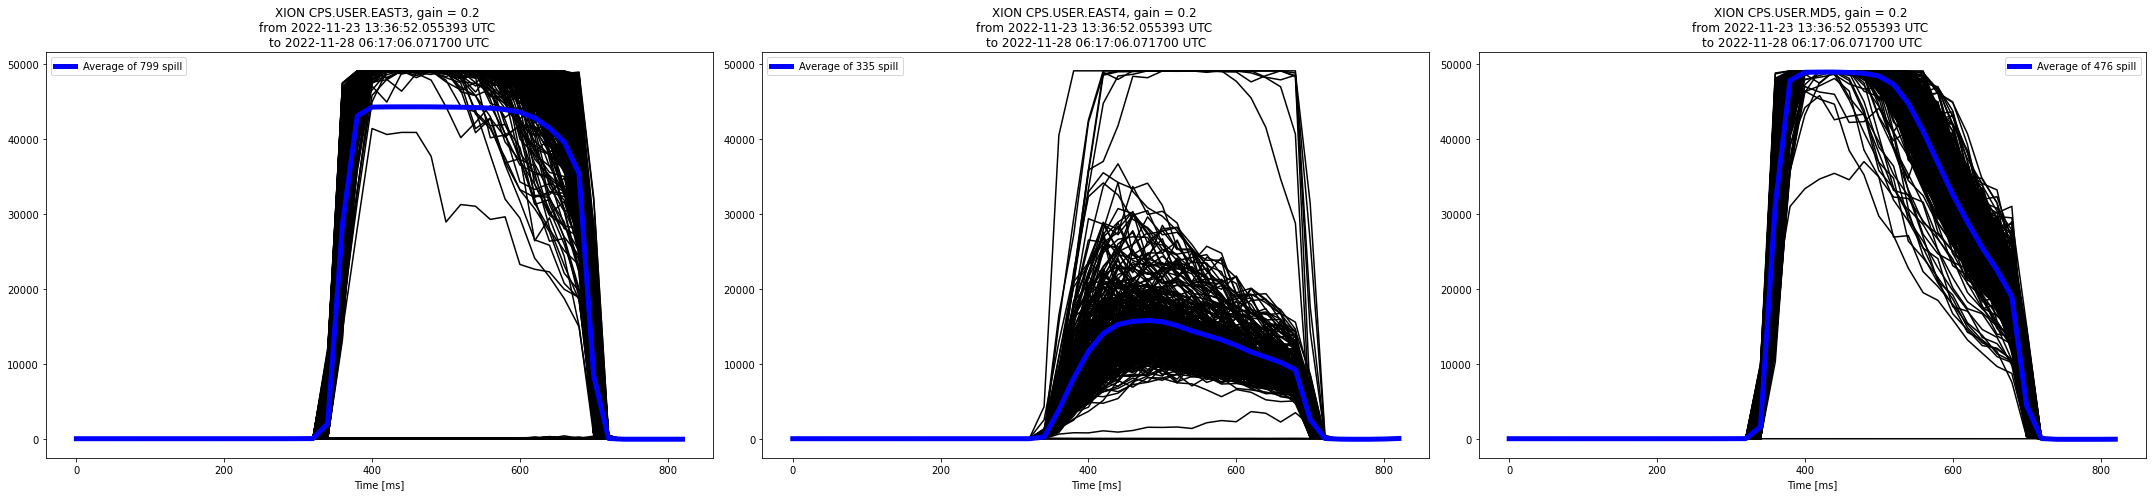 XION CPS.USER.EAST3, gain = 0.2
from 2022-11-23 13:36:52.055393 UTC
to 2022-11-28 06:17:06.071700 UTC
Average of 799 spill
50000
40000
30000
20000
10000
0
0 200 400 600 800
Time [ms]
XION CPS.USER.EAST4, gain = 0.2
from 2022-11-23 13:36:52.055393 UTC
to 2022-11-28 06:17:06.071700 UTC
Average of 335 spill
50000
40000
30000
20000
10000
0
0 200 400 600 800
Time [ms]
XION CPS.USER.MD5, gain = 0.2
from 2022-11-23 13:36:52.055393 UTC
to 2022-11-28 06:17:06.071700 UTC
Average of 476 spill
50000
40000
30000
20000
10000
0
0 200 400 600 800
Time [ms]